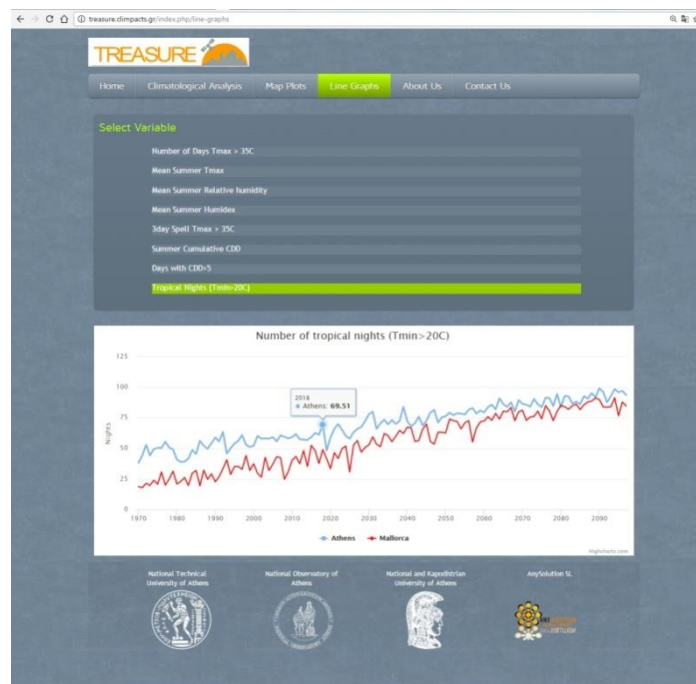 treasure.climpacts.gr/index.php/line-graphs
TREASURE
Home Climatological Analysis Map Plots Line Graphs About Us Contact Us
Select Variable
Number of Days Tmax > 35C
Mean Summer Tmax
Mean Summer Relative humidity
Mean Summer Humidex
3day Spell Tmax > 35C
Summer Cumulative CDD
Days with CDD>5
Tropical Nights (Tmin>20C)
Number of tropical nights (Tmin>20C)
125
100
75
50
25
0
Nights
2018
Athens: 69.51
1970 1980 1990 2000 2010 2020 2030 2040 2050 2060 2070 2080 2090
Athens Mallorca
Highcharts.com
National Technical
University of Athens
National Observatory of
Athens
National and Kapodistrian
University of Athens
AnySolution SL